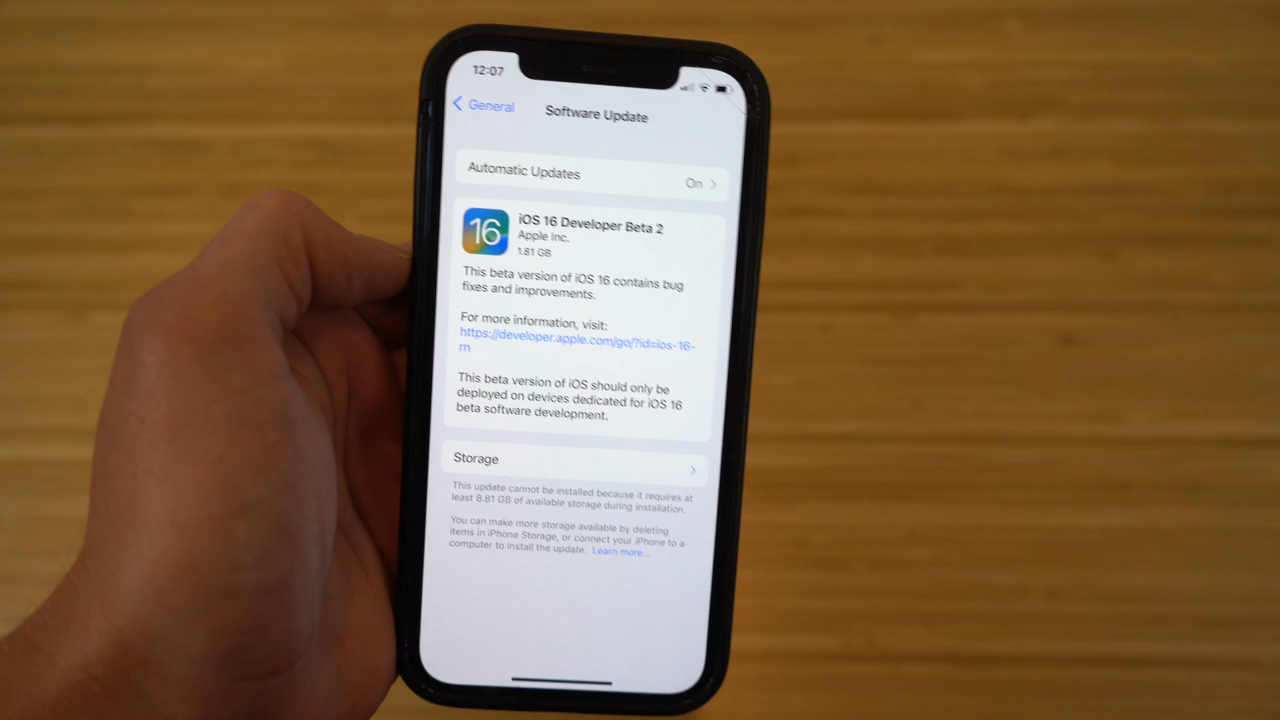 12:07
General
Software Update
Automatic Updates
On
16
iOS 16 Developer Beta 2
Apple Inc.
1.81 GB
This beta version of iOS 16 contains bug
fixes and improvements.
For more information, visit:
https://developer.apple.com/go/?id=ios-16-
m
This beta version of iOS should only be
deployed on devices dedicated for iOS 16
beta software development.
Storage
This update cannot be installed because it requires at
least 8.81 GB of available storage during installation.
You can make more storage available by deleting
items in iPhone Storage, or connect your iPhone to a
computer to install the update. Learn more...